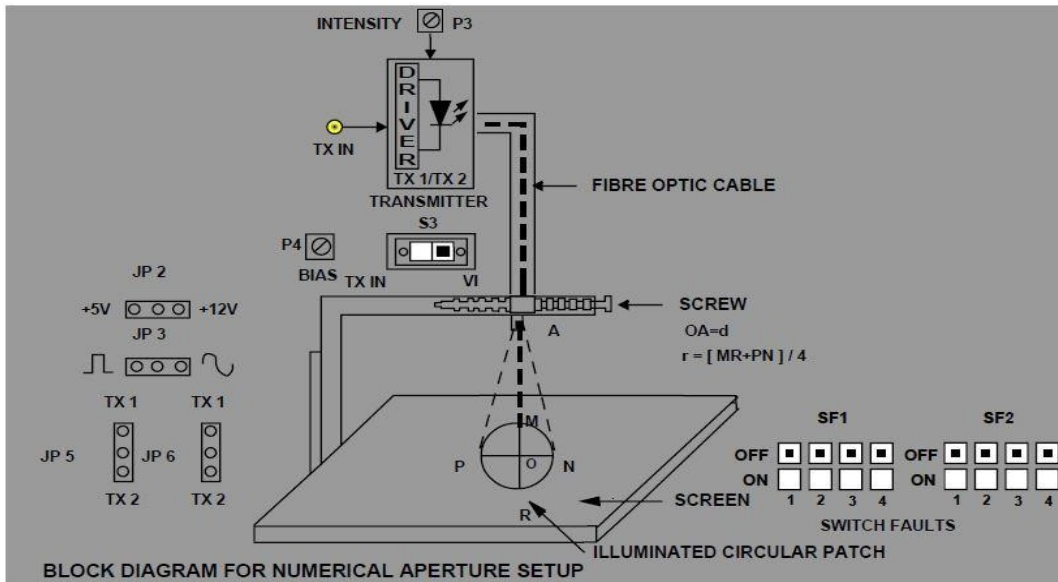 INTENSITY P3
DRIVER
TX IN
TX 1/TX 2
TRANSMITTER
FIBRE OPTIC CABLE
S3
P4
BIAS
TX IN VI
JP 2
+5V +12V
JP 3
TX 1 TX 1
JP 5 JP 6
TX 2 TX 2
SCREW
A
OA=d
r = [ MR+PN ] / 4
M
P O N
R
SCREEN
ILLUMINATED CIRCULAR PATCH
SF1 SF2
OFF OFF
ON ON
1 2 3 4 1 2 3 4
SWITCH FAULTS
BLOCK DIAGRAM FOR NUMERICAL APERTURE SETUP